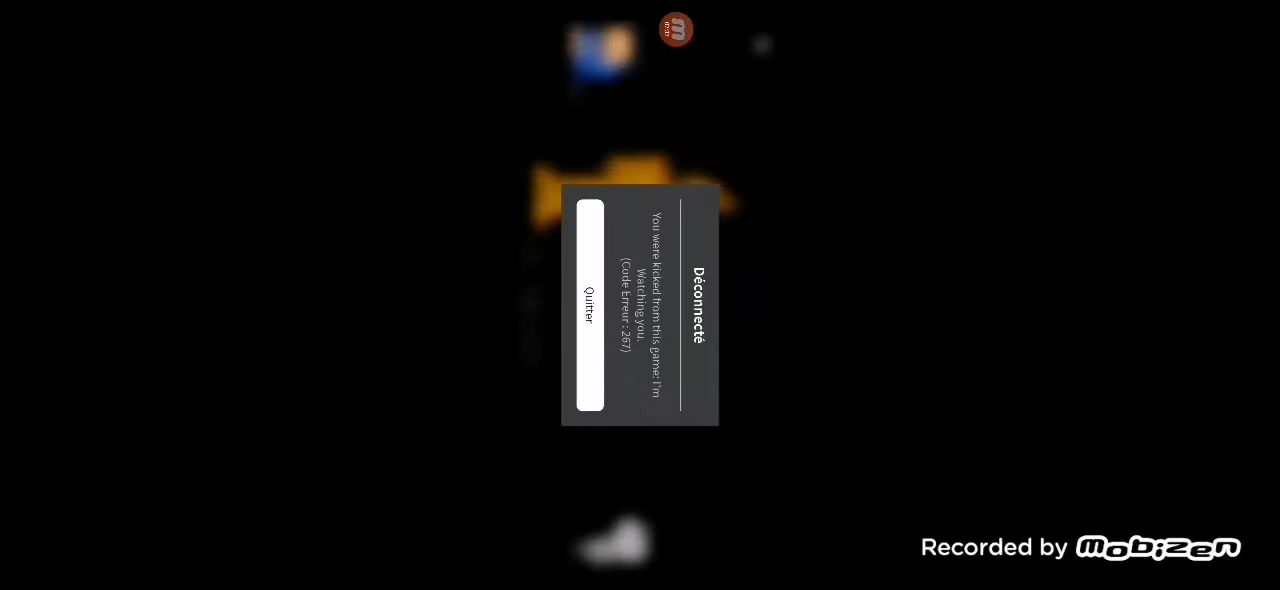 Déconnecté
You were kicked from this game: I'm
Watching you.
(Code Erreur : 267)
Quitter
Recorded by mobizen